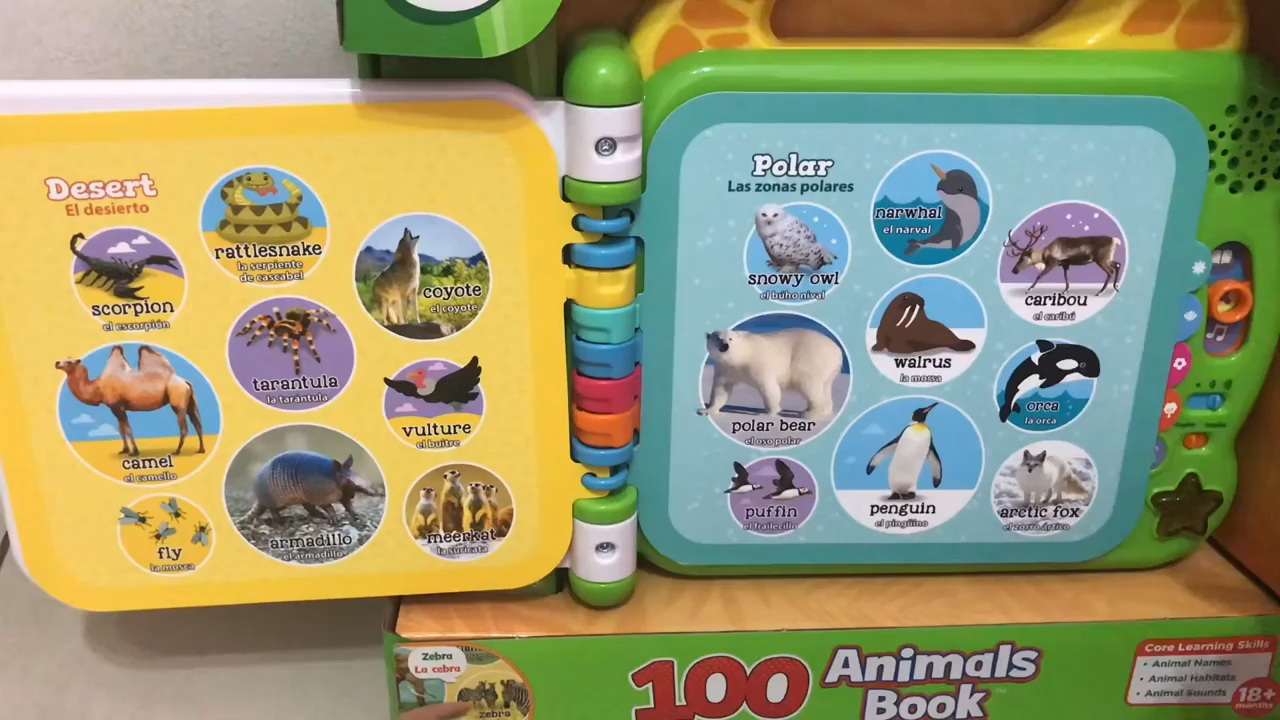 Desert
El desierto
scorpion
el escorpión
rattlesnake
la serpiente
de cascabel
coyote
el coyote
camel
el camello
tarantula
la tarántula
vulture
el buitre
fly
la mosca
armadillo
el armadillo
meerkat
la suricata
Polar
Las zonas polares
snowy owl
el búho nival
narwhal
el narval
caribou
el caribú
polar bear
el oso polar
walrus
la morsa
orca
la orca
puffin
el frailecillo
penguin
el pingüino
arctic fox
el zorro ártico
Zebra
La cebra
zebra
100
Animals
Book™
Core Learning Skills
• Animal Names
• Animal Habitats
• Animal Sounds
18+
months